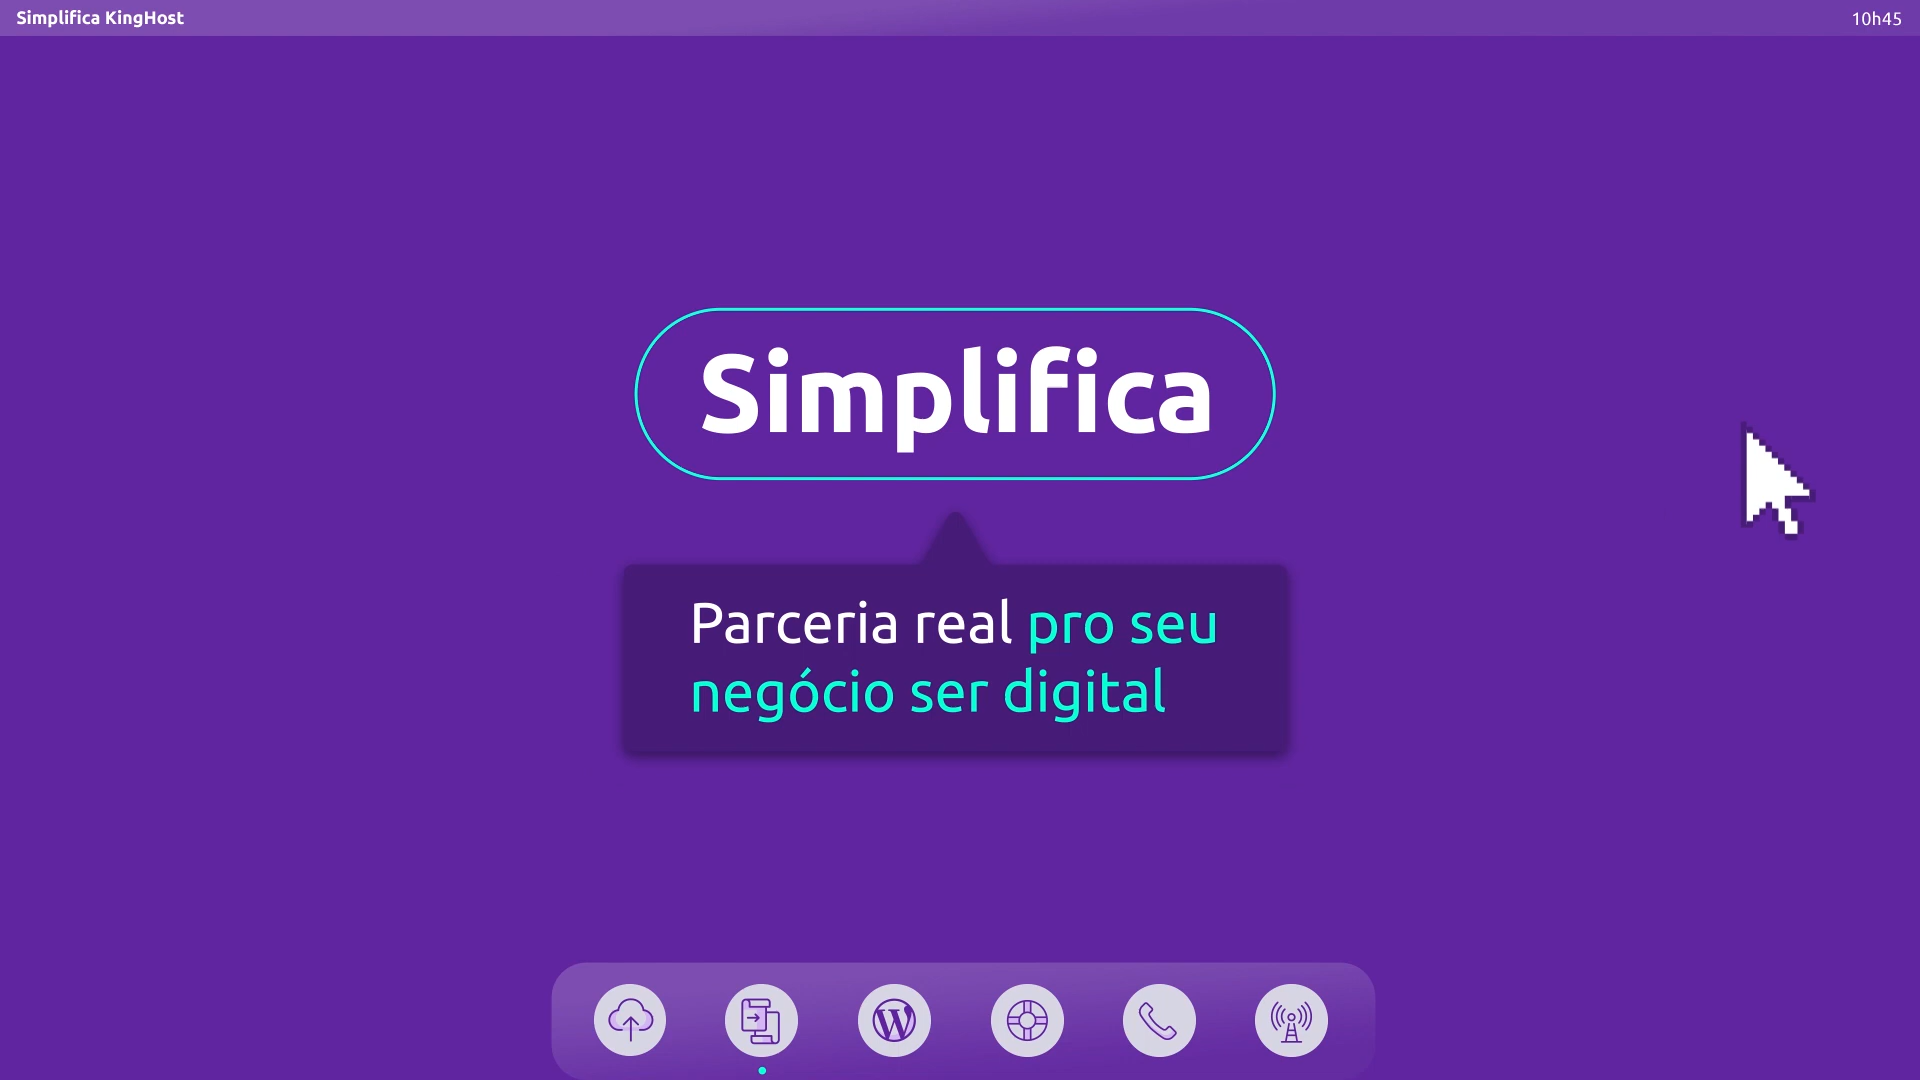 Simplifica KingHost
10h45
Simplifica
Parceria real pro seu
negócio ser digital